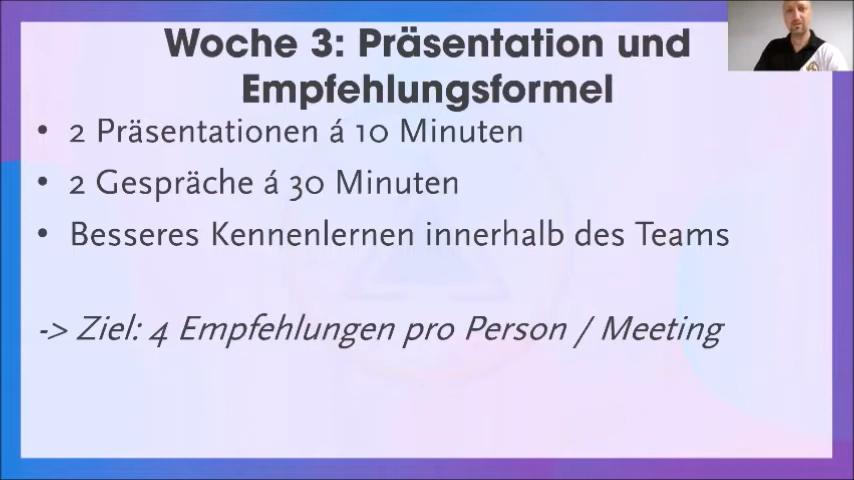 Woche 3: Präsentation und
Empfehlungsformel
• 2 Präsentationen á 10 Minuten
• 2 Gespräche á 30 Minuten
• Besseres Kennenlernen innerhalb des Teams
-> Ziel: 4 Empfehlungen pro Person / Meeting